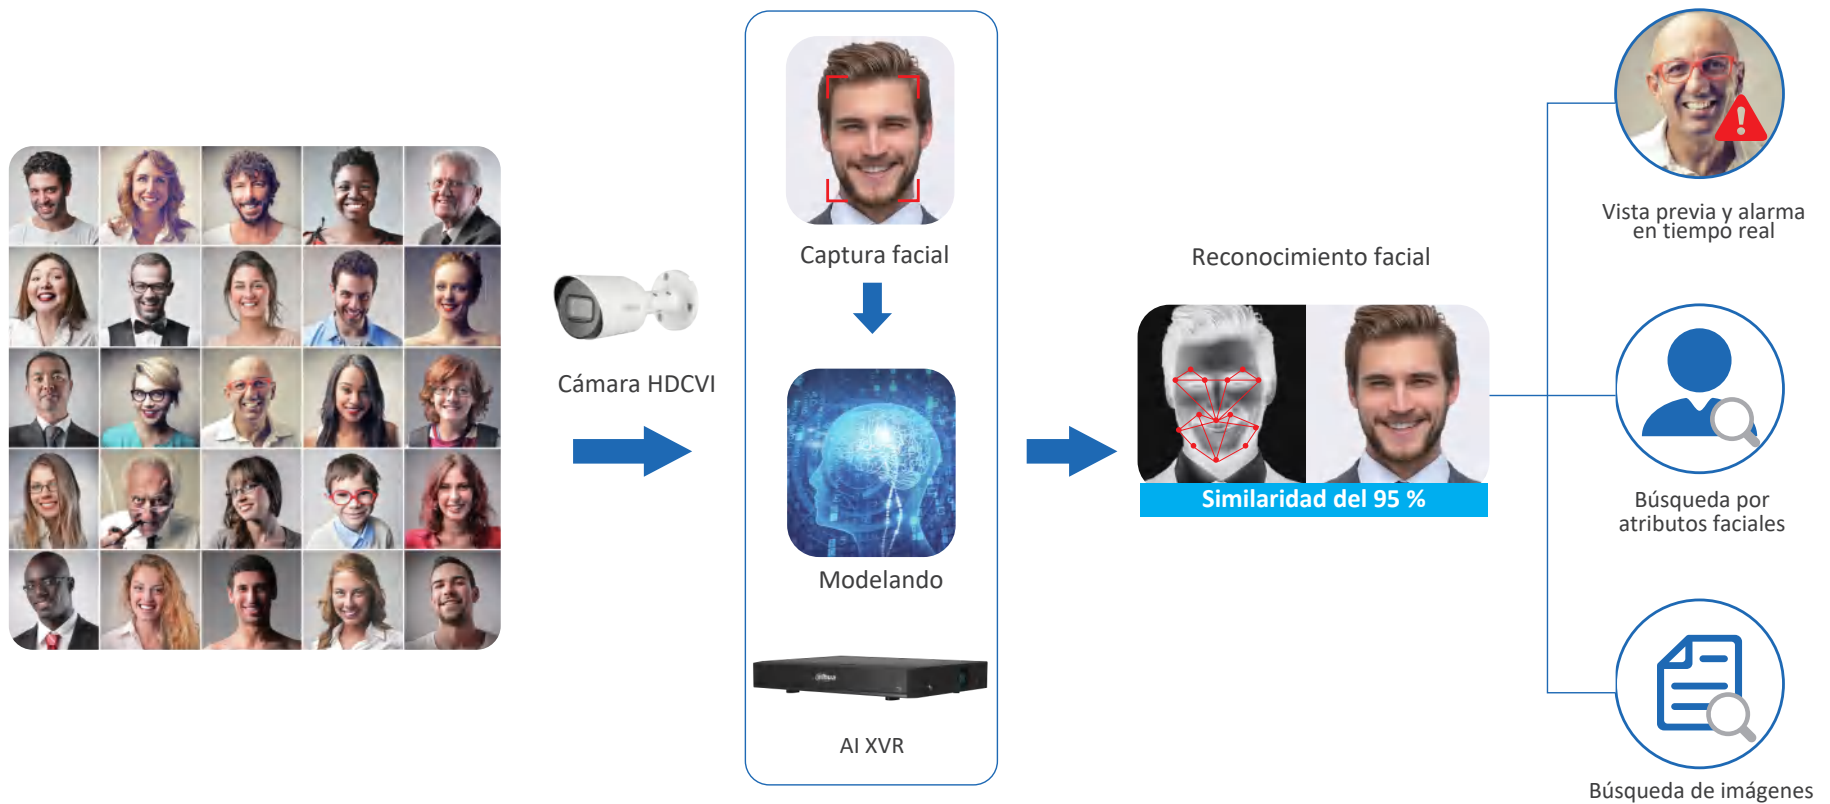 Cámara HDCVI
Captura facial
Modelando
alhua
AI XVR
Reconocimiento facial
Similaridad del 95 %
Vista previa y alarma
en tiempo real
Búsqueda por
atributos faciales
Búsqueda de imágenes